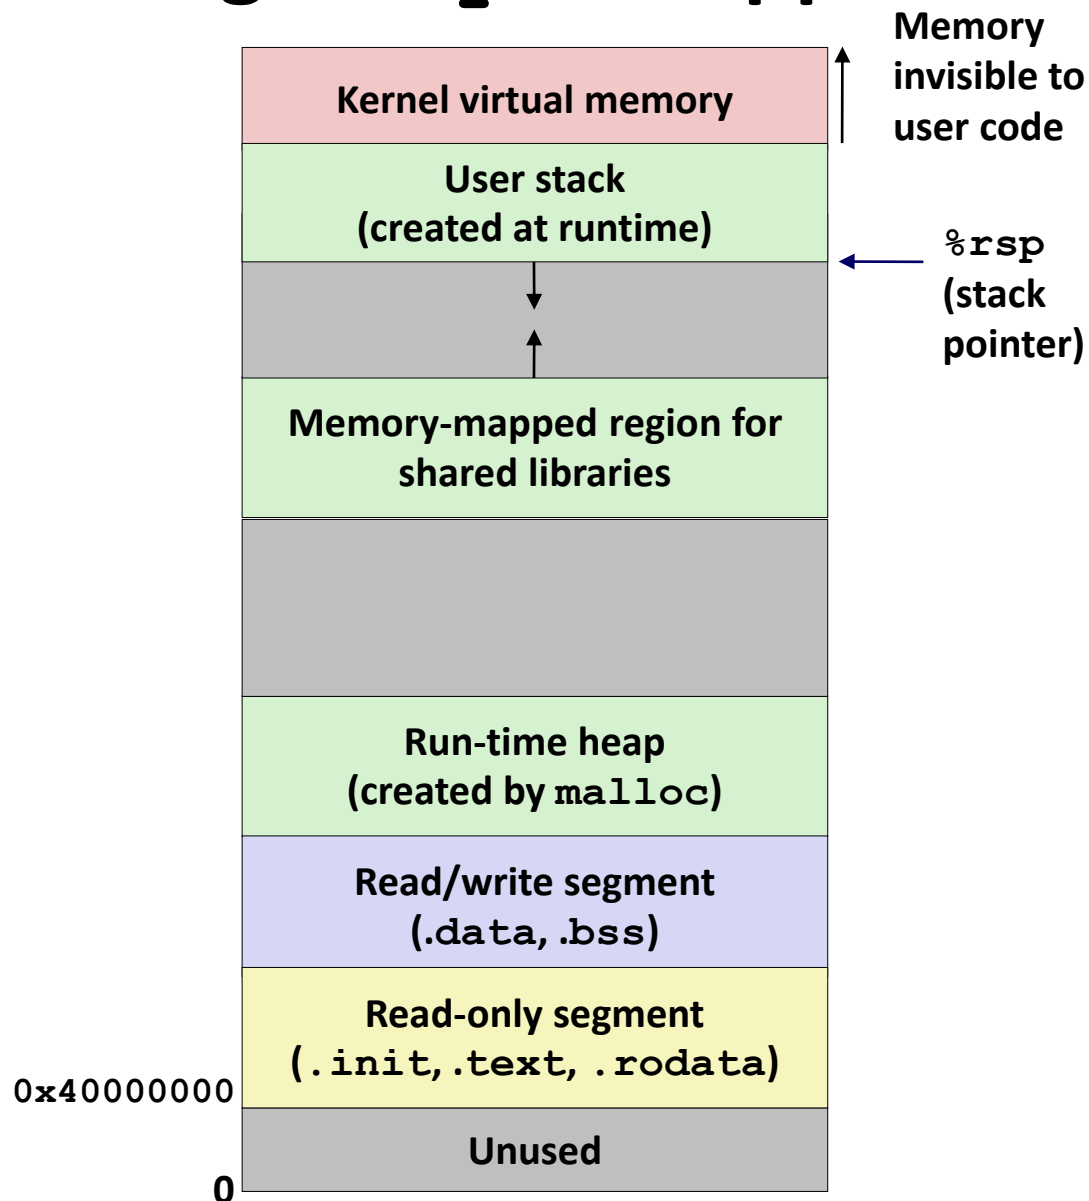 Memory
invisible to
user code
Kernel virtual memory
User stack
(created at runtime)
%rsp
(stack
pointer)
Memory-mapped region for
shared libraries
Run-time heap
(created by malloc)
Read/write segment
(.data, .bss)
Read-only segment
(.init, .text, .rodata)
0x40000000
Unused
0